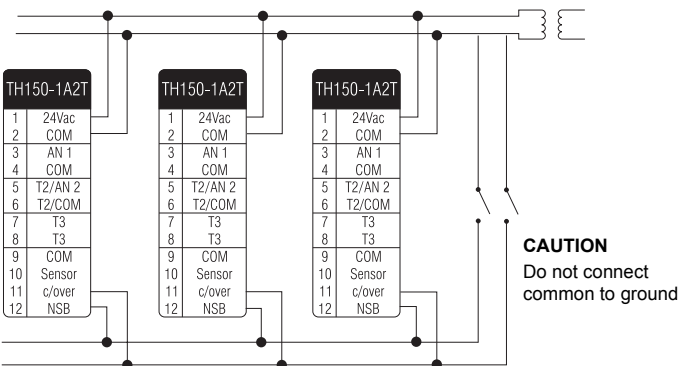 TH150-1A2T
1 24Vac
2 COM
3 AN 1
4 COM
5 T2/AN 2
6 T2/COM
7 T3
8 T3
9 COM
10 Sensor
11 c/over
12 NSB
TH150-1A2T
1 24Vac
2 COM
3 AN 1
4 COM
5 T2/AN 2
6 T2/COM
7 T3
8 T3
9 COM
10 Sensor
11 c/over
12 NSB
TH150-1A2T
1 24Vac
2 COM
3 AN 1
4 COM
5 T2/AN 2
6 T2/COM
7 T3
8 T3
9 COM
10 Sensor
11 c/over
12 NSB
CAUTION
Do not connect
common to ground